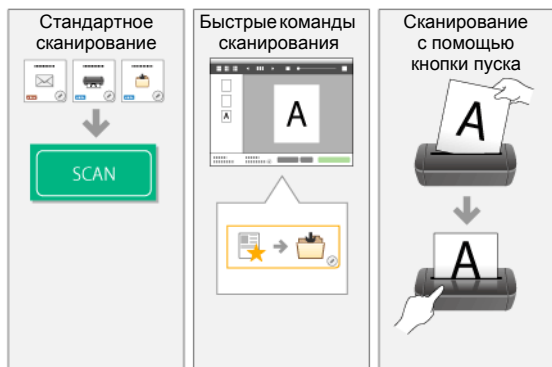 Стандартное
сканирование
SCAN
Быстрые команды
сканирования
A
A
Сканирование
с помощью
кнопки пуска
A
A